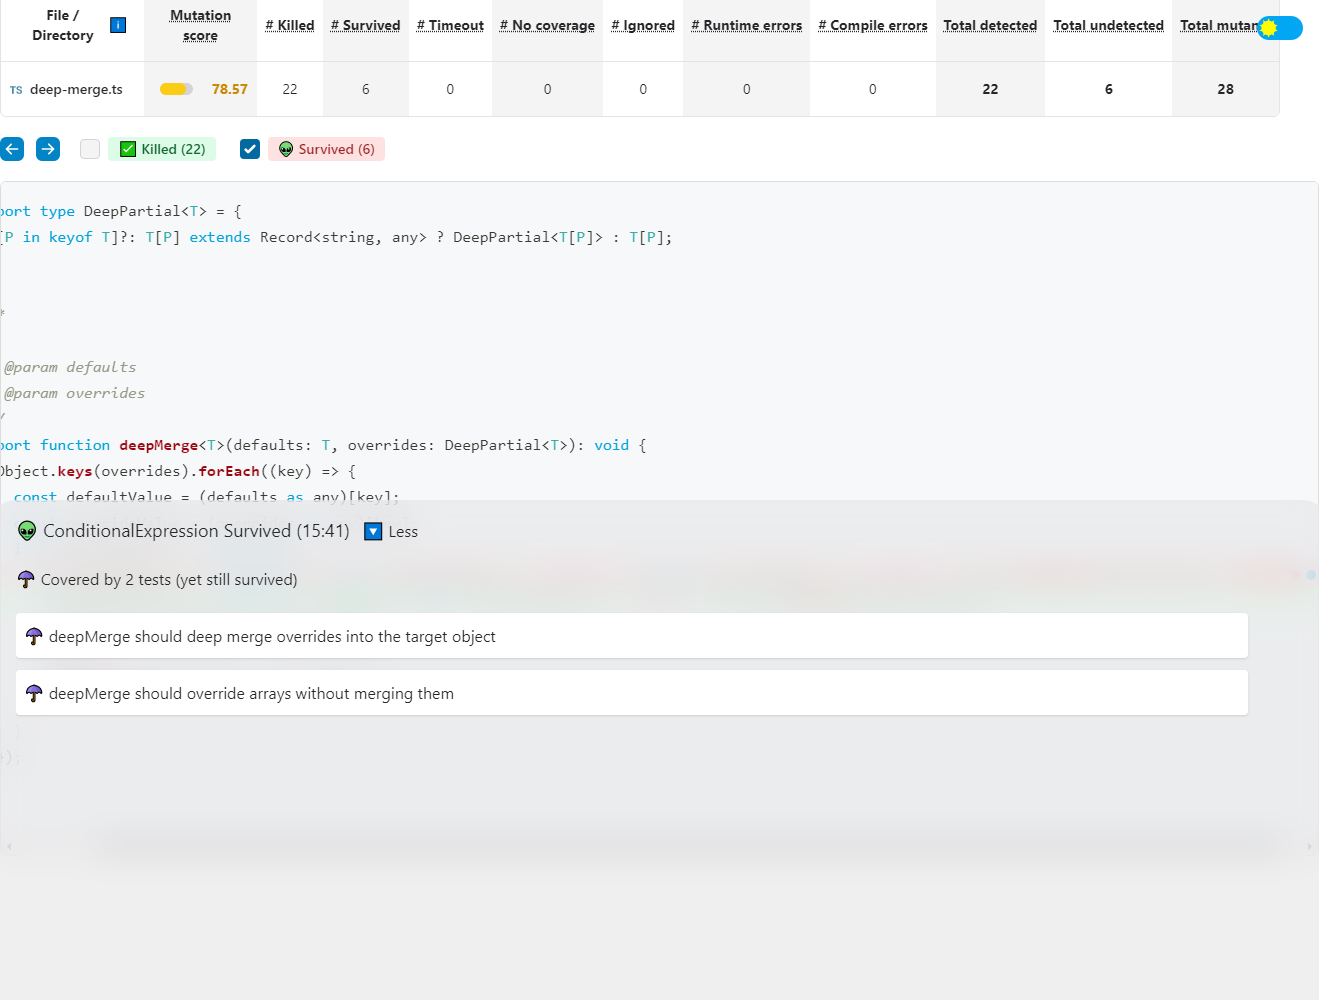 File / Directory
Mutation score
# Killed
# Survived
# Timeout
# No coverage
# Ignored
# Runtime errors
# Compile errors
Total detected
Total undetected
Total
TS deep-merge.ts 78.57 22 6 0 0 0 0 0 22 6 28
Killed (22) Survived (6)
port type DeepPartial<T> = {
[P in keyof T]?: T[P] extends Record<string, any> ? DeepPartial<T[P]> : T[P];
*
@param defaults
@param overrides
/
port function deepMerge<T>(defaults: T, overrides: DeepPartial<T>): void {
Object.keys(overrides).forEach((key) => {
const defaultValue = (defaults as any)[key];
ConditionalExpression Survived (15:41) Less
Covered by 2 tests (yet still survived)
deepMerge should deep merge overrides into the target object
deepMerge should override arrays without merging them
}
});